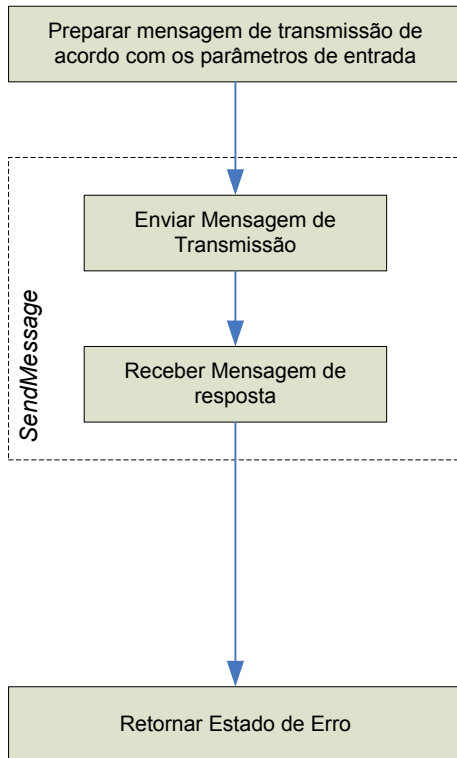 Preparar mensagem de transmissão de
acordo com os parâmetros de entrada
Enviar Mensagem de
Transmissão
SendMessage
Receber Mensagem de
resposta
Retornar Estado de Erro